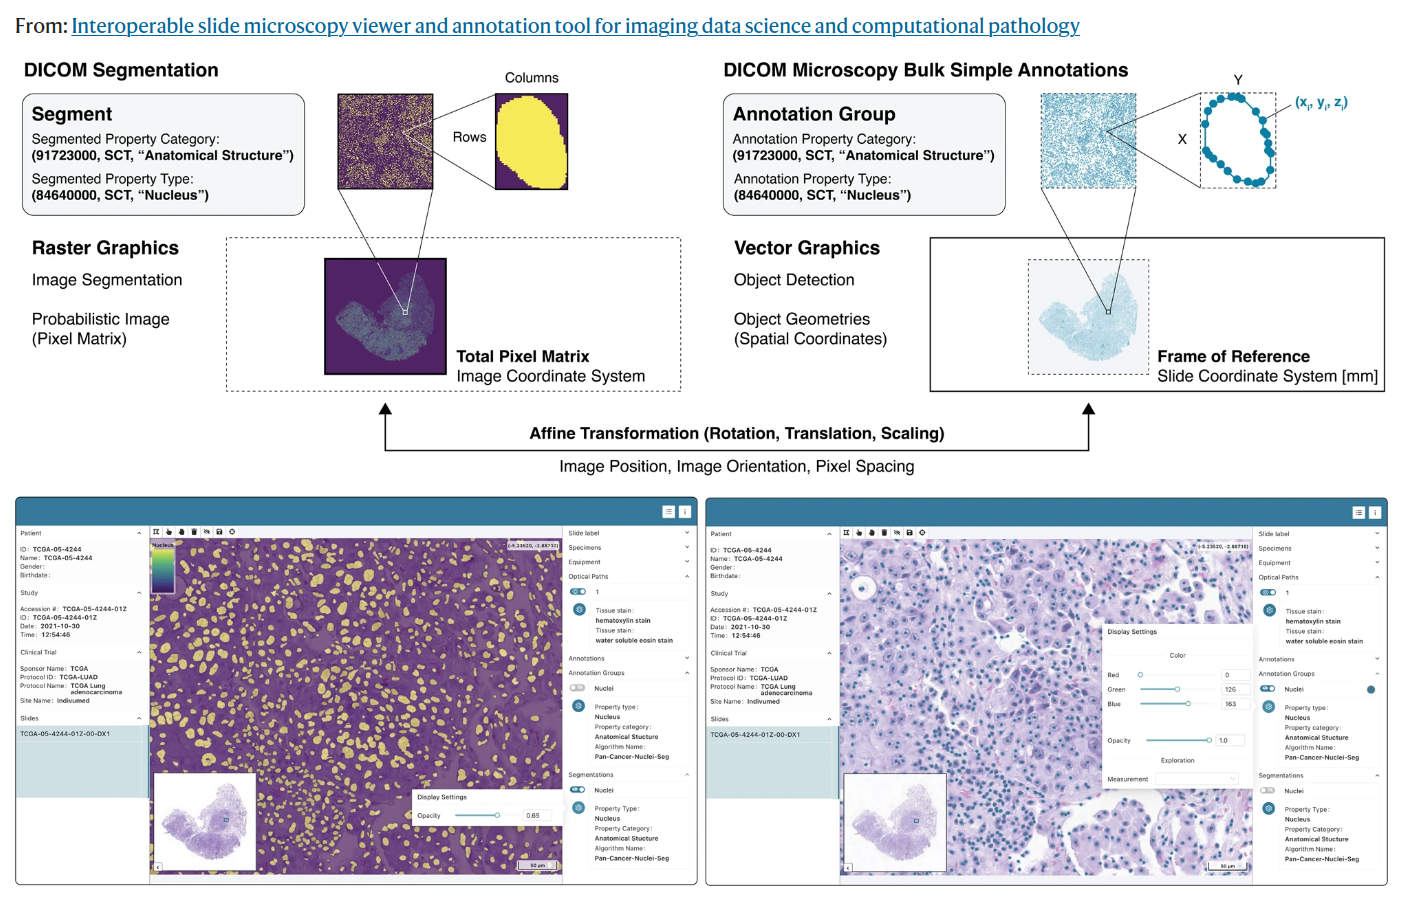 From: Interoperable slide microscopy viewer and annotation tool for imaging data science and computational pathology
DICOM Segmentation
Segment
Segmented Property Category:
(91723000, SCT, “Anatomical Structure”)
Segmented Property Type:
(84640000, SCT, “Nucleus”)
Columns
Rows
Raster Graphics
Image Segmentation
Probabilistic Image
(Pixel Matrix)
Total Pixel Matrix
Image Coordinate System
DICOM Microscopy Bulk Simple Annotations
Annotation Group
Annotation Property Category:
(91723000, SCT, “Anatomical Structure”)
Annotation Property Type:
(84640000, SCT, “Nucleus”)
Y
X
(xi, yi, zi)
Vector Graphics
Object Detection
Object Geometries
(Spatial Coordinates)
Frame of Reference
Slide Coordinate System [mm]
Affine Transformation (Rotation, Translation, Scaling)
Image Position, Image Orientation, Pixel Spacing
Patient
ID: TCGA-05-4244
Name: TCGA-05-4244
Gender:
Birthdate:
Study
Accession #: TCGA-05-4244-01Z
ID: TCGA-05-4244-01Z
Date: 2021-10-30
Time: 12:54:46
Clinical Trial
Sponsor Name: TCGA
Protocol ID: TCGA-LUAD
Protocol Name: TCGA Lung
adenocarcinoma
Site Name: Indivumed
Slides
TCGA-05-4244-01Z-00-DX1
Nucleus
Display Settings
Opacity 0.65
50 μm
Slide label
Specimens
Equipment
Optical Paths
1
Tissue stain:
hematoxylin stain
Tissue stain:
water soluble eosin stain
Annotations
Annotation Groups
Nuclei
Property type:
Nucleus
Property category:
Anatomical Stucture
Algorithm Name:
Pan-Cancer-Nuclei-Seg
Segmentations
Nuclei
Property Type:
Nucleus
Property Category:
Anatomical Stucture
Algorithm Name:
Pan-Cancer-Nuclei-Seg
Patient
ID: TCGA-05-4244
Name: TCGA-05-4244
Gender:
Birthdate:
Study
Accession #: TCGA-05-4244-01Z
ID: TCGA-05-4244-01Z
Date: 2021-10-30
Time: 12:54:46
Clinical Trial
Sponsor Name: TCGA
Protocol ID: TCGA-LUAD
Protocol Name: TCGA Lung
adenocarcinoma
Site Name: Indivumed
Slides
TCGA-05-4244-01Z-00-DX1
Display Settings
Color
Red 0
Green 126
Blue 163
Opacity 1.0
Exploration
Measurement
50 μm
Slide label
Specimens
Equipment
Optical Paths
1
Tissue stain:
hematoxylin stain
Tissue stain:
water soluble eosin stain
Annotations
Annotation Groups
Nuclei
Property type:
Nucleus
Property category:
Anatomical Stucture
Algorithm Name:
Pan-Cancer-Nuclei-Seg
Segmentations
Nuclei
Property Type:
Nucleus
Property Category:
Anatomical Stucture
Algorithm Name:
Pan-Cancer-Nuclei-Seg